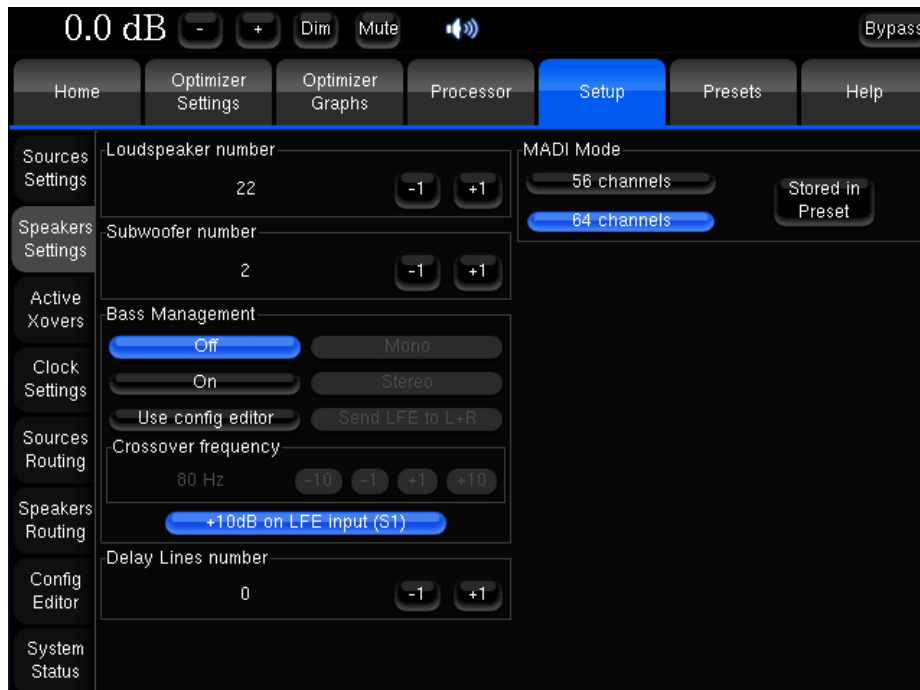 0.0 dB - + Dim Mute Bypass
Home Optimizer Settings Optimizer Graphs Processor Setup Presets Help
Sources Settings
Speakers Settings
Active Xovers
Clock Settings
Sources Routing
Speakers Routing
Config Editor
System Status
Loudspeaker number
22 -1 +1
Subwoofer number
2 -1 +1
Bass Management
Off Mono
On Stereo
Use config editor Send LFE to L+R
Crossover frequency
80 Hz -10 -1 +1 +10
+10dB on LFE input (S1)
Delay Lines number
0 -1 +1
MADI Mode
56 channels
64 channels
Stored in Preset